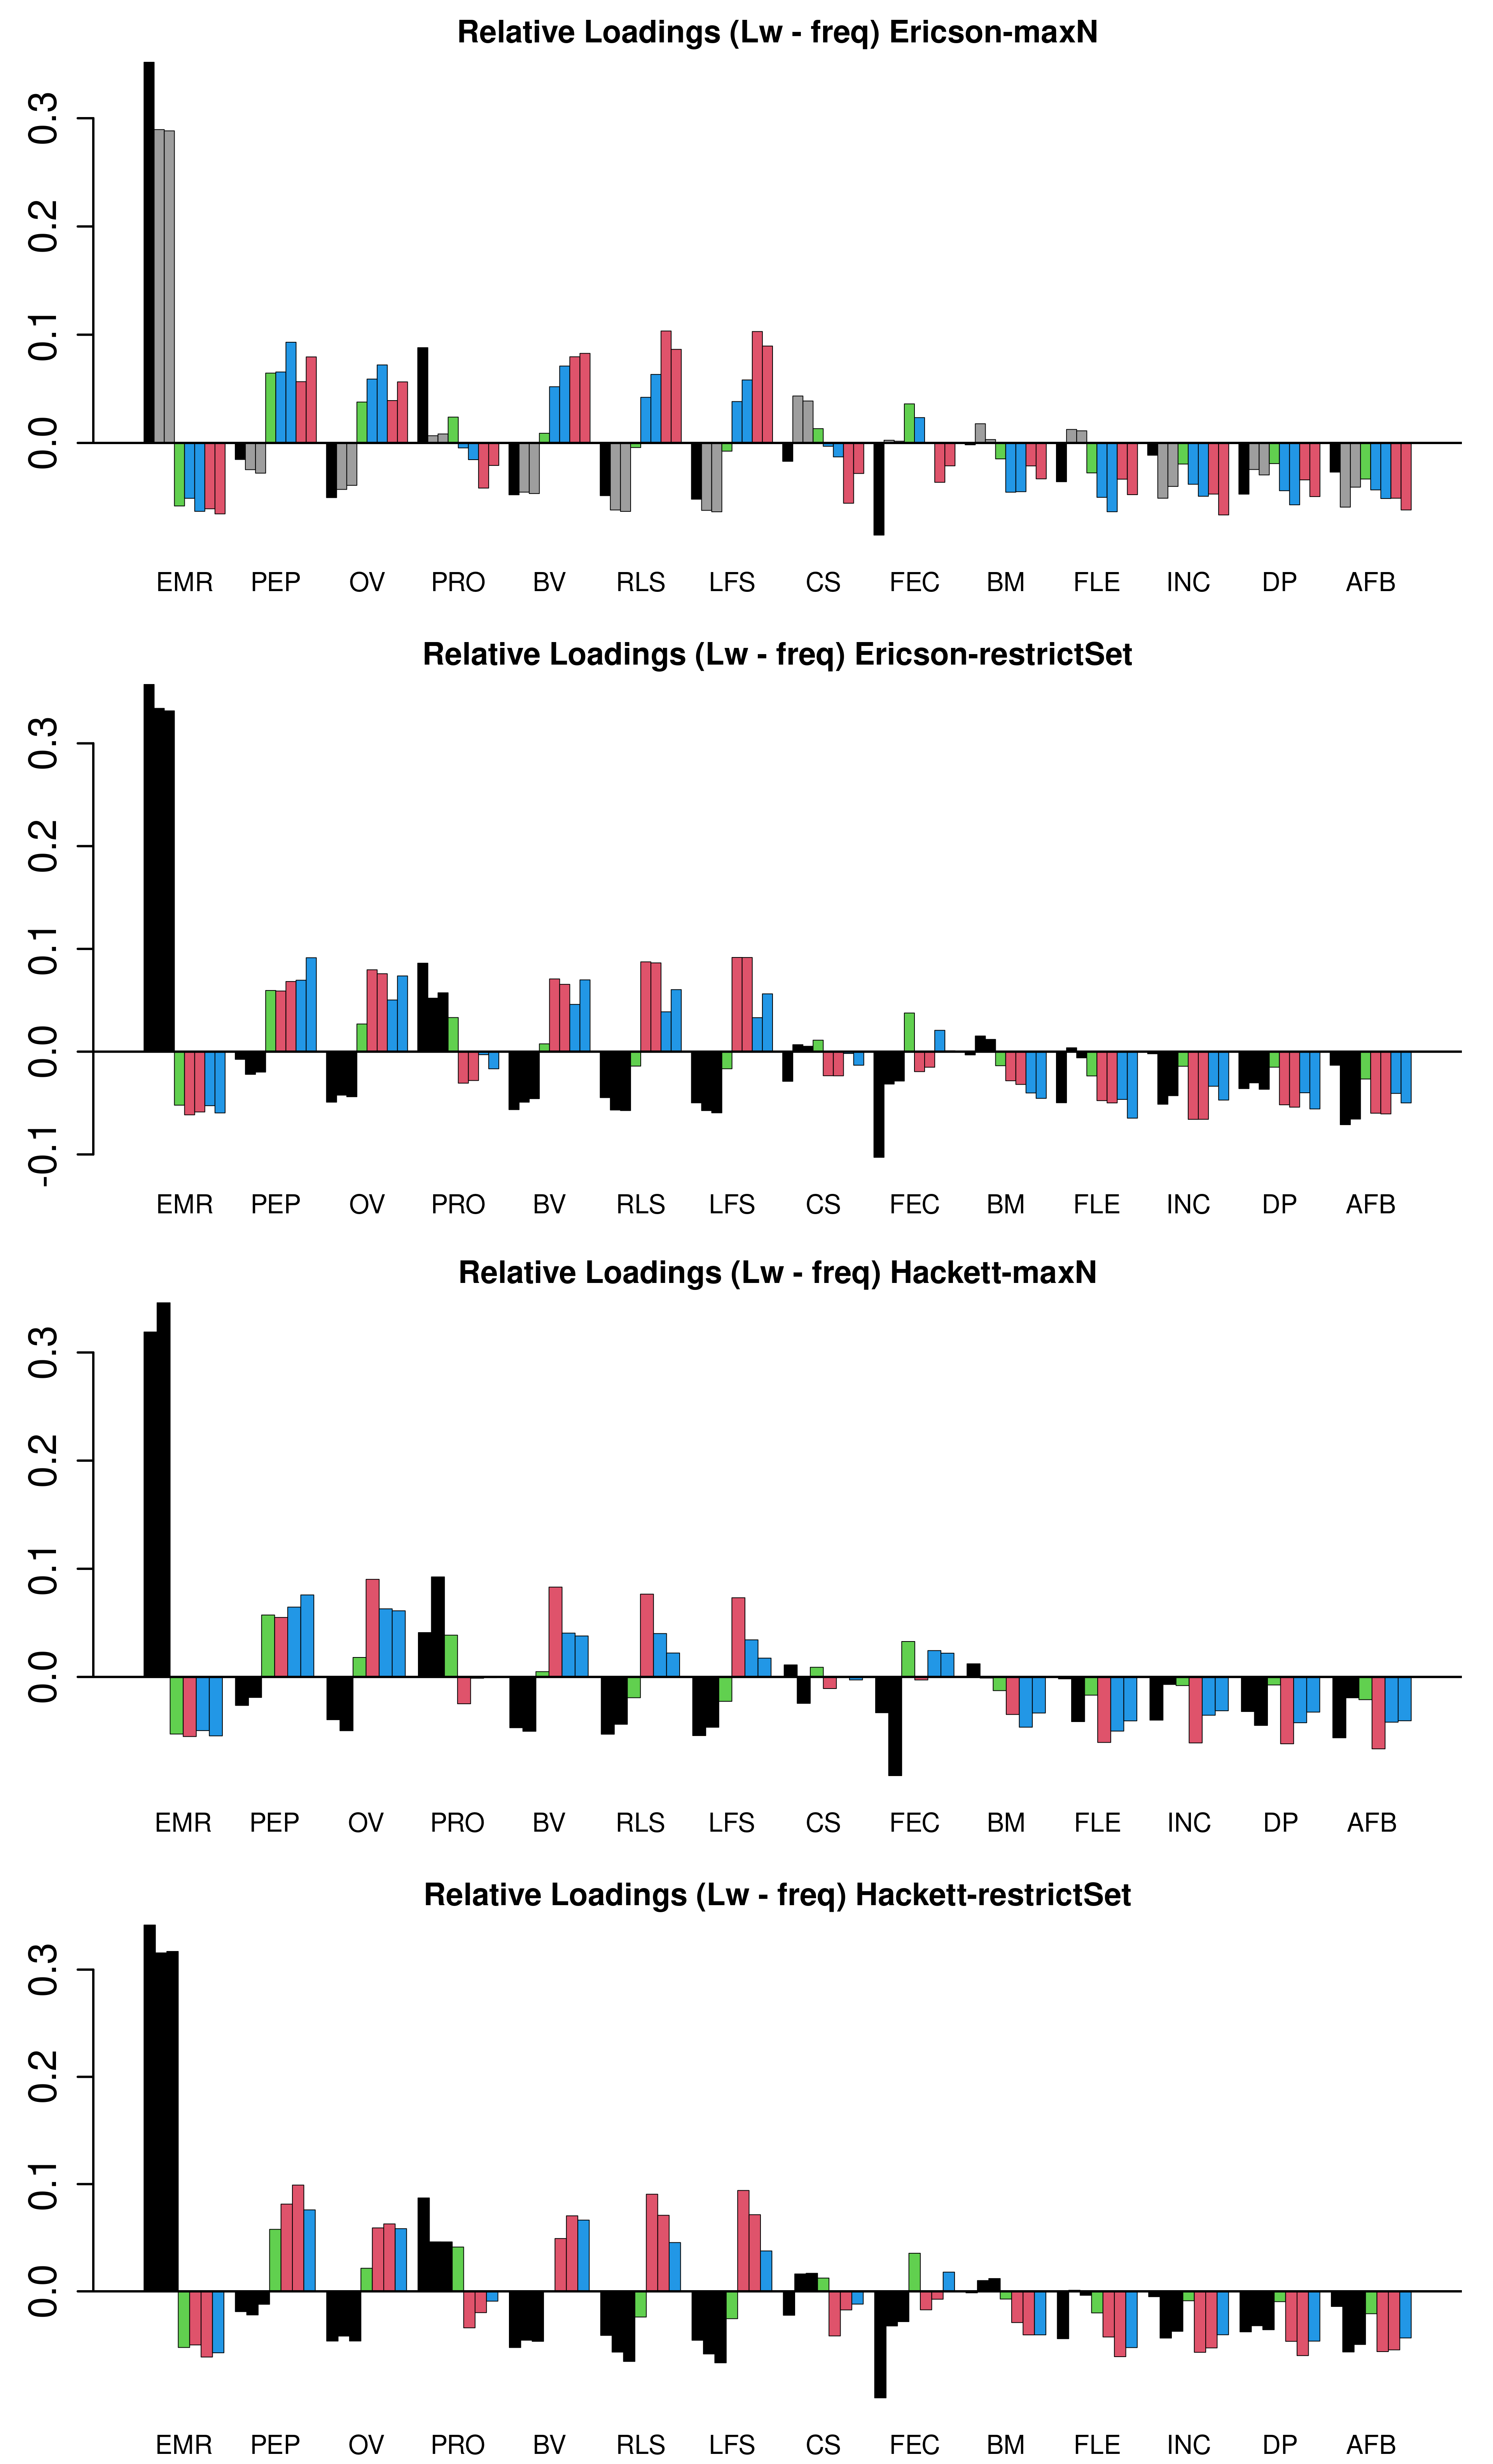 Relative Loadings (Lw - freq) Ericson-maxN
0.3
0.2
0.1
0.0
EMR PEP OV PRO BV RLS LFS CS FEC BM FLE INC DP AFB
Relative Loadings (Lw - freq) Ericson-restrictSet
0.3
0.2
0.1
0.0
-0.1
EMR PEP OV PRO BV RLS LFS CS FEC BM FLE INC DP AFB
Relative Loadings (Lw - freq) Hackett-maxN
0.3
0.2
0.1
0.0
EMR PEP OV PRO BV RLS LFS CS FEC BM FLE INC DP AFB
Relative Loadings (Lw - freq) Hackett-restrictSet
0.3
0.2
0.1
0.0
EMR PEP OV PRO BV RLS LFS CS FEC BM FLE INC DP AFB